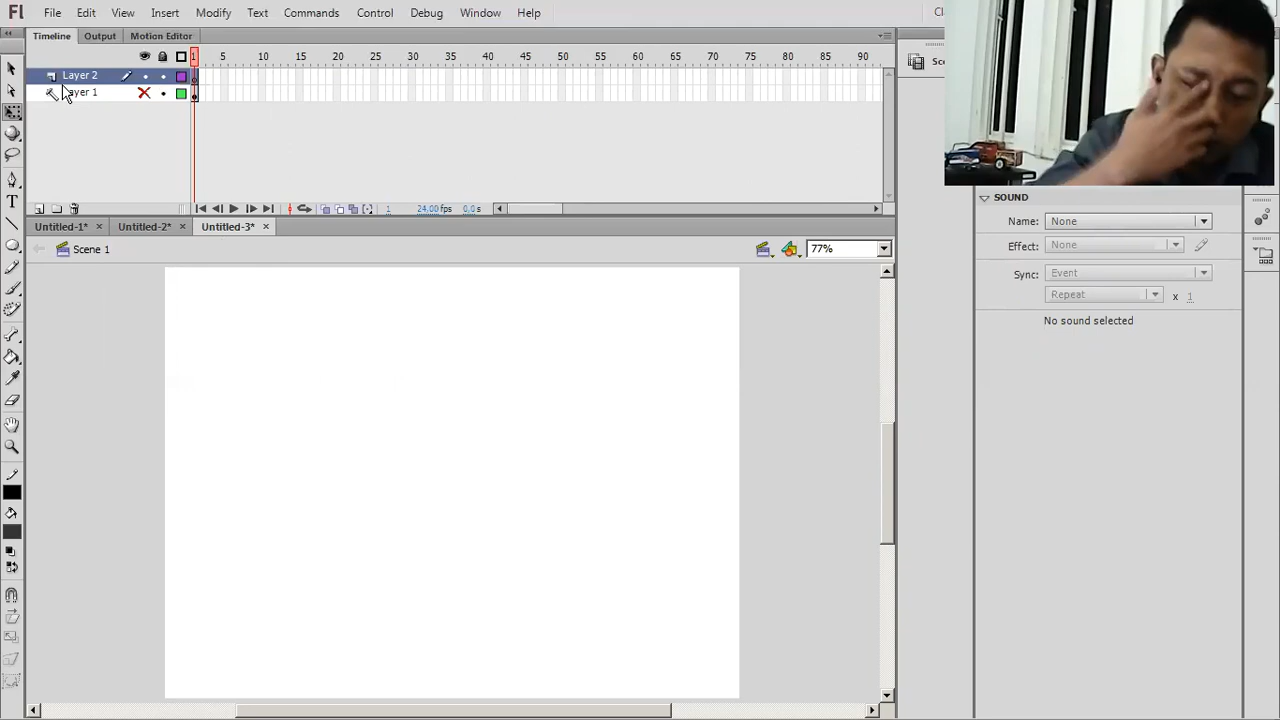 Fl File Edit View Insert Modify Text Commands Control Debug Window Help
Timeline Output Motion Editor
1 5 10 15 20 25 30 35 40 45 50 55 60 65 70 75 80 85 90
Layer 2
ayer 1
1 24,00 fps 0,0 s
Untitled-1* × Untitled-2* × Untitled-3* ×
Scene 1 77%
SOUND
Name: None
Effect: None
Sync: Event
Repeat x 1
No sound selected